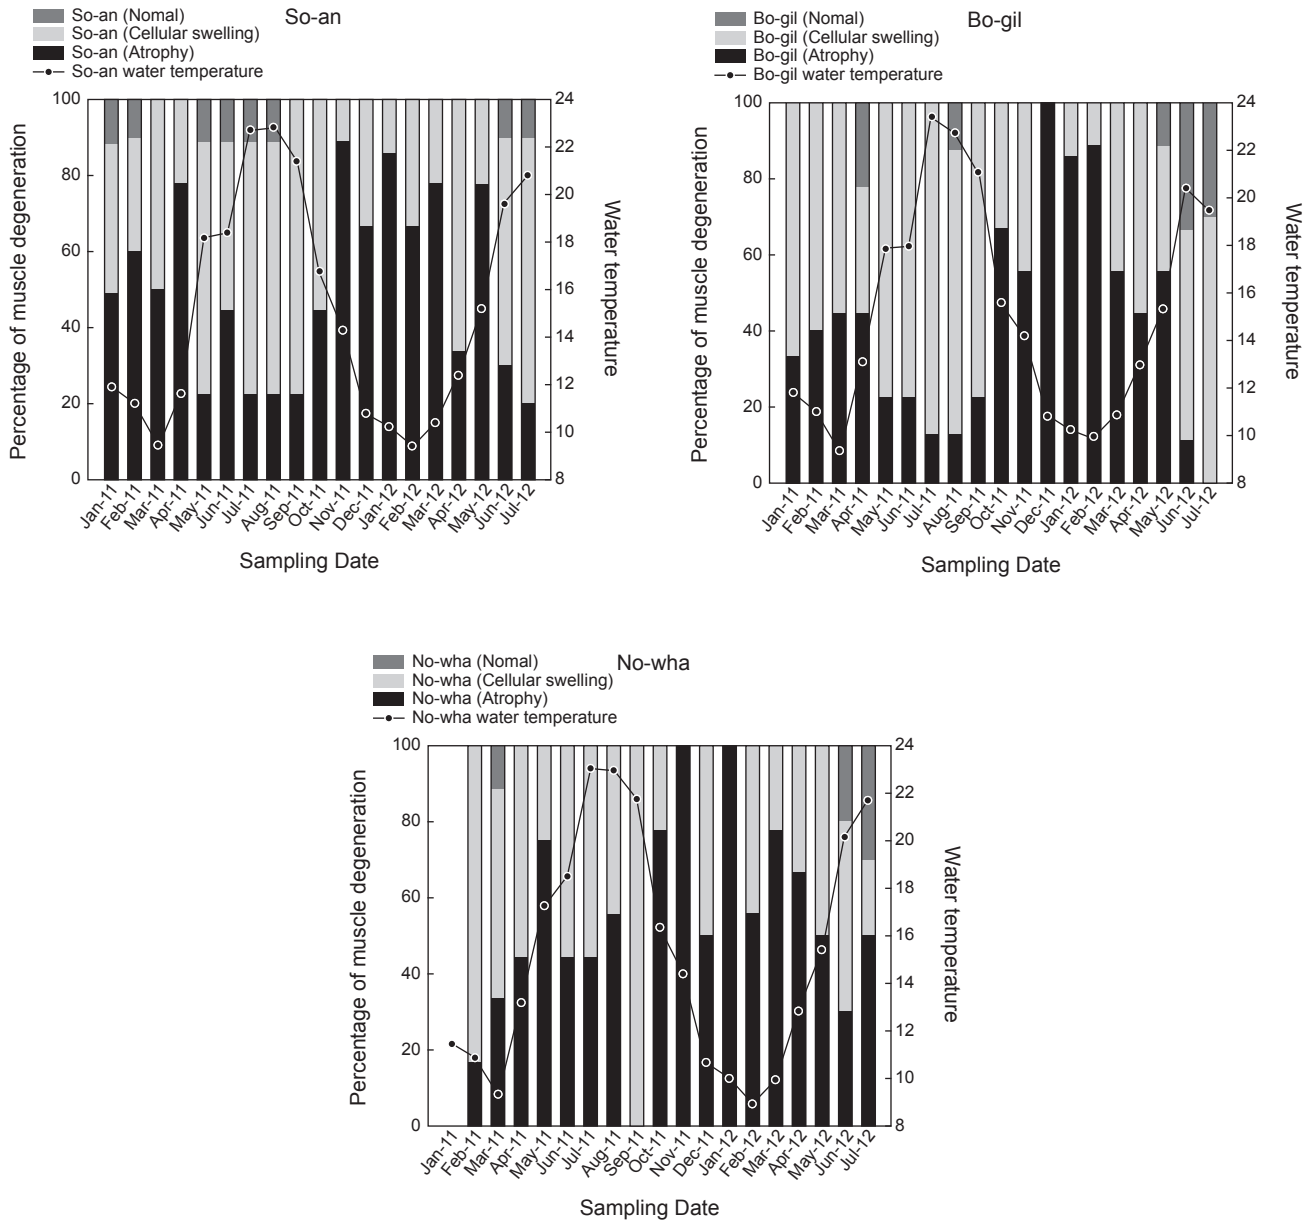 So-an
So-an (Nomal)
So-an (Cellular swelling)
So-an (Atrophy)
So-an water temperature
100
80
60
40
20
0
24
22
20
18
16
14
12
10
8
Percentage of muscle degeneration
Water temperature
Jan-11
Feb-11
Mar-11
Apr-11
May-11
Jun-11
Jul-11
Aug-11
Sep-11
Oct-11
Nov-11
Dec-11
Jan-12
Feb-12
Mar-12
Apr-12
May-12
Jun-12
Jul-12
Sampling Date
Bo-gil
Bo-gil (Nomal)
Bo-gil (Cellular swelling)
Bo-gil (Atrophy)
Bo-gil water temperature
100
80
60
40
20
0
24
22
20
18
16
14
12
10
8
Percentage of muscle degeneration
Water temperature
Jan-11
Feb-11
Mar-11
Apr-11
May-11
Jun-11
Jul-11
Aug-11
Sep-11
Oct-11
Nov-11
Dec-11
Jan-12
Feb-12
Mar-12
Apr-12
May-12
Jun-12
Jul-12
Sampling Date
No-wha
No-wha (Nomal)
No-wha (Cellular swelling)
No-wha (Atrophy)
No-wha water temperature
100
80
60
40
20
0
24
22
20
18
16
14
12
10
8
Percentage of muscle degeneration
Water temperature
Jan-11
Feb-11
Mar-11
Apr-11
May-11
Jun-11
Jul-11
Aug-11
Sep-11
Oct-11
Nov-11
Dec-11
Jan-12
Feb-12
Mar-12
Apr-12
May-12
Jun-12
Jul-12
Sampling Date